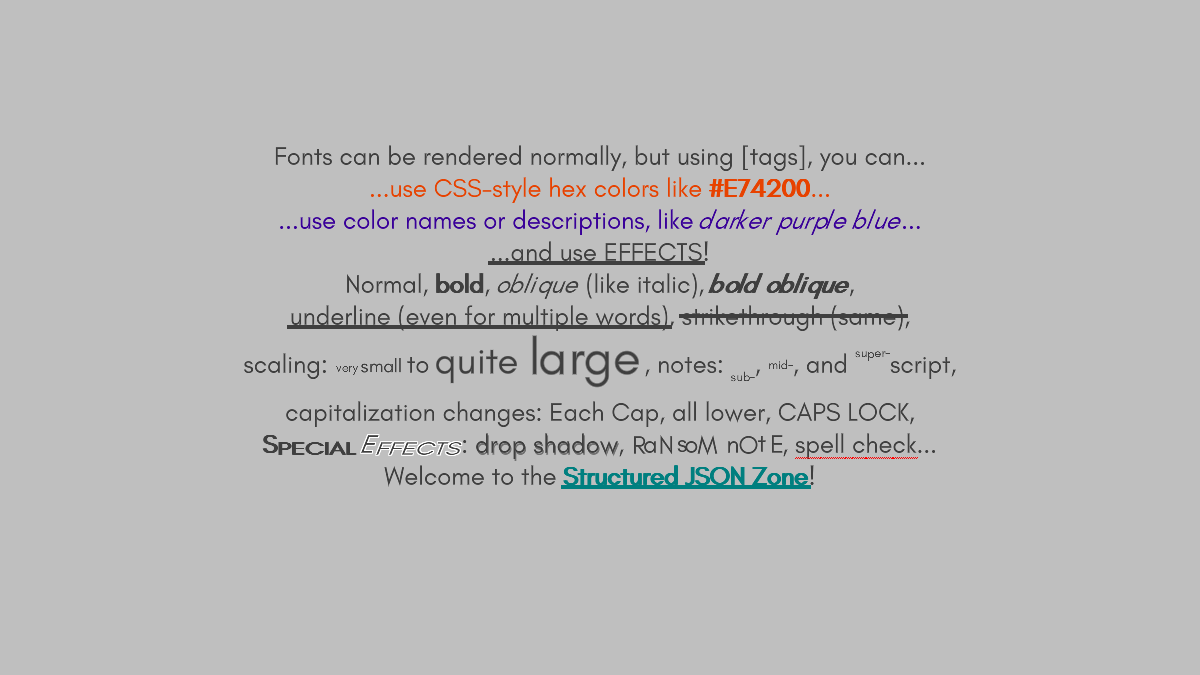 Fonts can be rendered normally, but using [tags], you can...
...use CSS-style hex colors like #E74200...
...use color names or descriptions, like darker purple blue...
...and use EFFECTS!
Normal, bold, oblique (like italic), bold oblique,
underline (even for multiple words), strikethrough (same),
scaling: very small to quite large, notes: sub-, mid-, and super-script,
capitalization changes: Each Cap, all lower, CAPS LOCK,
SPECIAL EFFECTS: drop shadow, RaNsoM nOtE, spell check...
Welcome to the Structured JSON Zone!